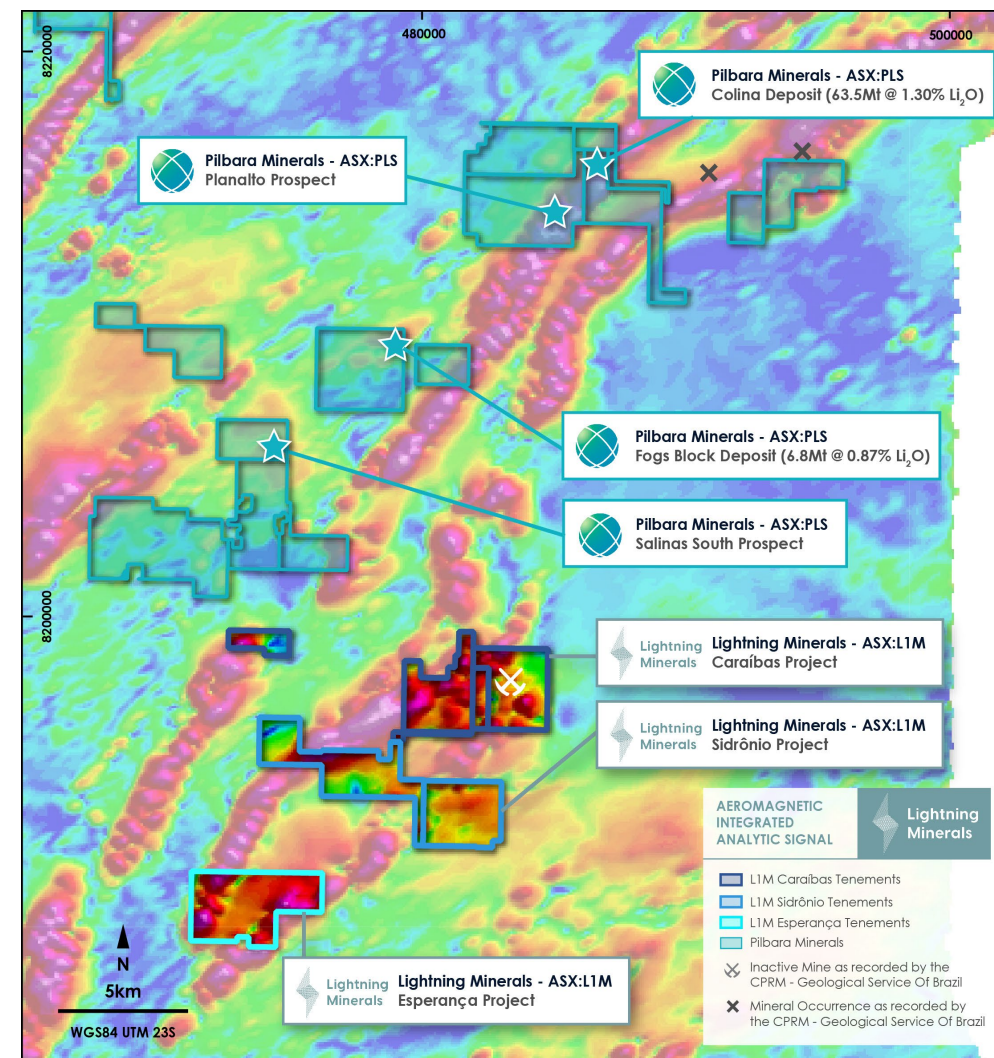 480000
500000
8220000
Pilbara Minerals - ASX:PLS
Colina Deposit (63.5Mt @ 1.30% Li₂O)
Pilbara Minerals - ASX:PLS
Planalto Prospect
Pilbara Minerals - ASX:PLS
Fogs Block Deposit (6.8Mt @ 0.87% Li₂O)
Pilbara Minerals - ASX:PLS
Salinas South Prospect
8200000
Lightning
Minerals
Lightning Minerals - ASX:L1M
Caraíbas Project
Lightning
Minerals
Lightning Minerals - ASX:L1M
Sidrônio Project
AEROMAGNETIC
INTEGRATED
ANALYTIC SIGNAL
Lightning
Minerals
L1M Caraíbas Tenements
L1M Sidrônio Tenements
L1M Esperança Tenements
Pilbara Minerals
Inactive Mine as recorded by the
CPRM - Geological Service Of Brazil
Mineral Occurrence as recorded by
the CPRM - Geological Service Of Brazil
Lightning
Minerals
Lightning Minerals - ASX:L1M
Esperança Project
N
5km
WGS84 UTM 23S